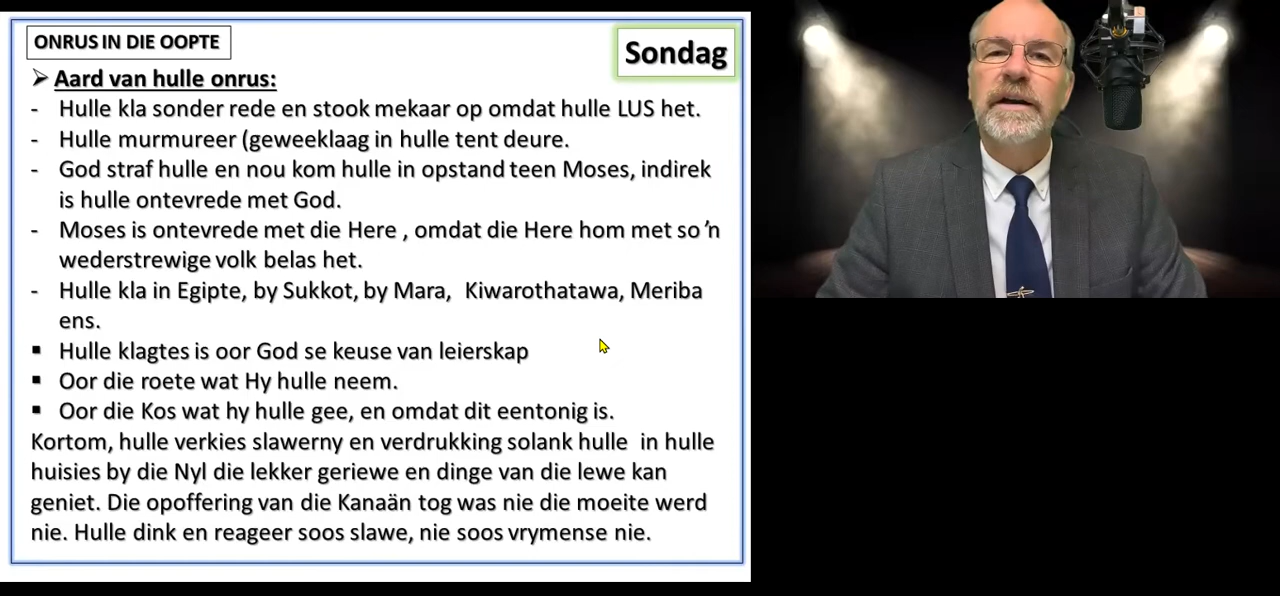 ONRUS IN DIE OOPTE
Sondag
➢ Aard van hulle onrus:
- Hulle kla sonder rede en stook mekaar op omdat hulle LUS het.
- Hulle murmureer (geweeklaag in hulle tent deure.
- God straf hulle en nou kom hulle in opstand teen Moses, indirek
is hulle ontevrede met God.
- Moses is ontevrede met die Here , omdat die Here hom met so ’n
wederstrewige volk belas het.
- Hulle kla in Egipte, by Sukkot, by Mara, Kiwarothatawa, Meriba
ens.
▪ Hulle klagtes is oor God se keuse van leierskap
▪ Oor die roete wat Hy hulle neem.
▪ Oor die Kos wat hy hulle gee, en omdat dit eentonig is.
Kortom, hulle verkies slawerny en verdrukking solank hulle in hulle
huisies by die Nyl die lekker geriewe en dinge van die lewe kan
geniet. Die opoffering van die Kanaän tog was nie die moeite werd
nie. Hulle dink en reageer soos slawe, nie soos vrymense nie.